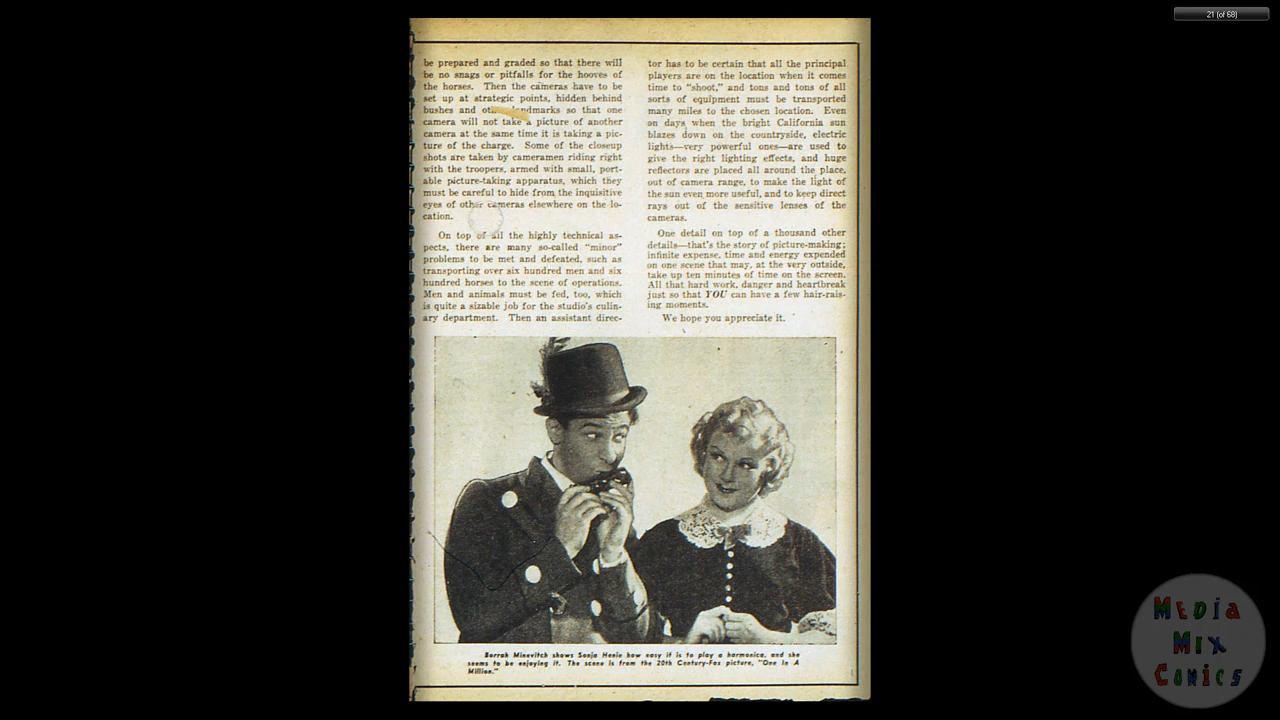 21 (of 68)
be prepared and graded so that there will
be no snags or pitfalls for the hooves of
the horses. Then the cameras have to be
set up at strategic points, hidden behind
bushes and other landmarks so that one
camera will not take a picture of another
camera at the same time it is taking a pic-
ture of the charge. Some of the closeup
shots are taken by cameramen riding right
with the troopers, armed with small, port-
able picture-taking apparatus, which they
must be careful to hide from the inquisitive
eyes of other cameras elsewhere on the lo-
cation.
On top of all the highly technical as-
pects, there are many so-called "minor"
problems to be met and defeated, such as
transporting over six hundred men and six
hundred horses to the scene of operations.
Men and animals must be fed, too, which
is quite a sizable job for the studio's culin-
ary department. Then an assistant direc-
tor has to be certain that all the principal
players are on the location when it comes
time to "shoot," and tons and tons of all
sorts of equipment must be transported
many miles to the chosen location. Even
on days when the bright California sun
blazes down on the countryside, electric
lights—very powerful ones—are used to
give the right lighting effects, and huge
reflectors are placed all around the place,
out of camera range, to make the light of
the sun even more useful, and to keep direct
rays out of the sensitive lenses of the
cameras.
One detail on top of a thousand other
details—that's the story of picture-making;
infinite expense, time and energy expended
on one scene that may, at the very outside,
take up ten minutes of time on the screen.
All that hard work, danger and heartbreak
just so that YOU can have a few hair-rais-
ing moments.
We hope you appreciate it.
Borrah Minevitch shows Sonja Henie how easy it is to play a harmonica, and she
seems to be enjoying it. The scene is from the 20th Century-Fox picture, "One In A
Million."
MEDiA
MiX
COMiCS